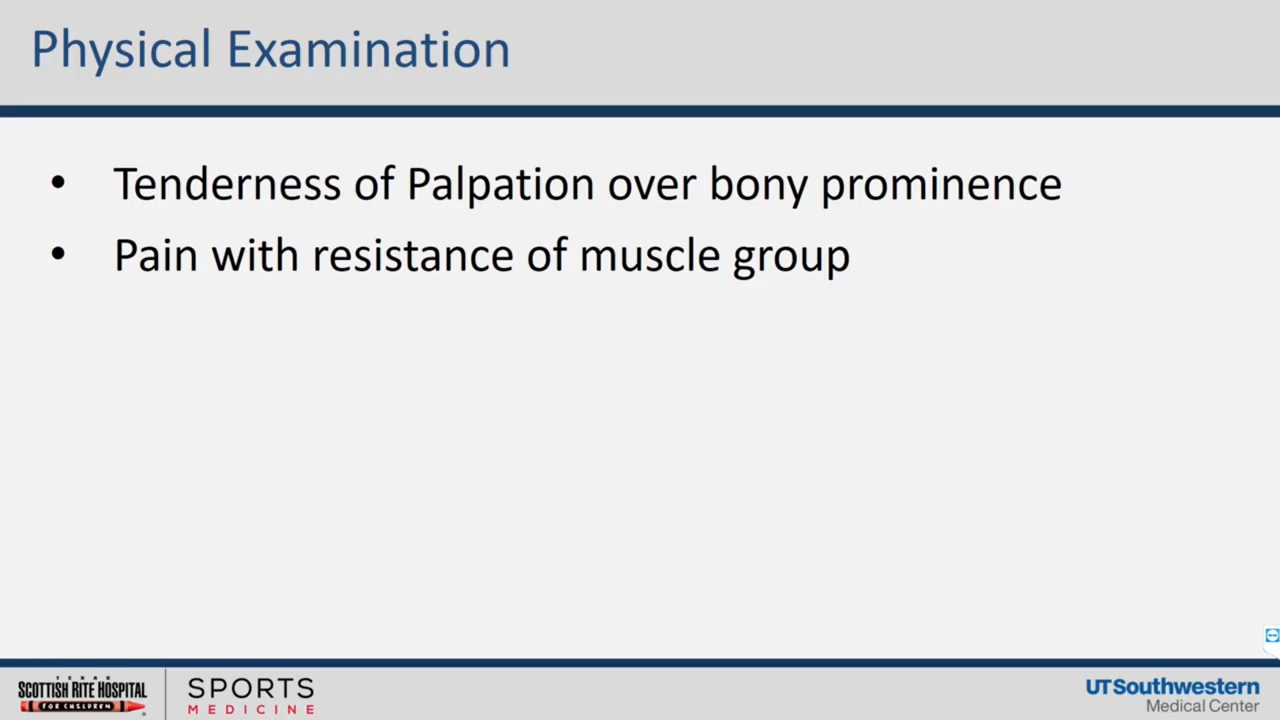 Physical Examination
• Tenderness of Palpation over bony prominence
• Pain with resistance of muscle group
TEXAS
SCOTTISH RITE HOSPITAL
FOR CHILDREN
SPORTS
MEDICINE
UTSouthwestern
Medical Center